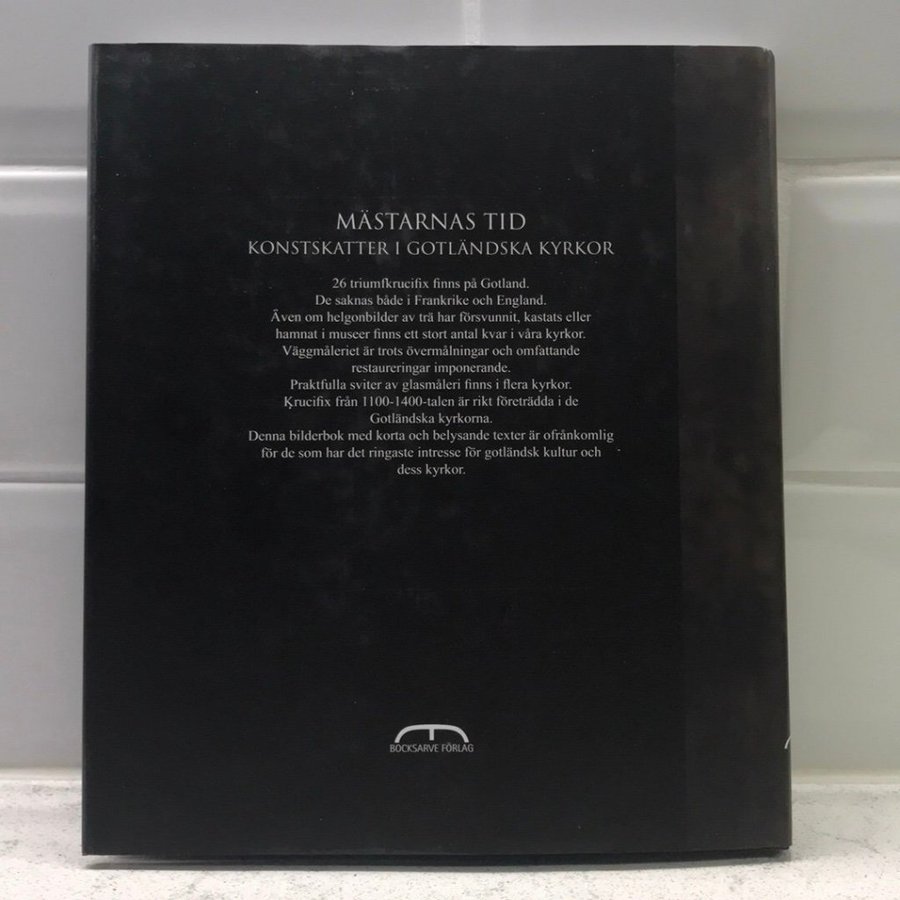 MÄSTARNAS TID
KONSTSKATTER I GOTLÄNDSKA KYRKOR
26 triumfkrucifix finns på Gotland.
De saknas både i Frankrike och England.
Även om helgonbilder av trä har försvunnit, kastats eller
hamnat i museer finns ett stort antal kvar i våra kyrkor.
Väggmåleriet är trots övermålningar och omfattande
restaureringar imponerande.
Praktfulla sviter av glasmåleri finns i flera kyrkor.
Krucifix från 1100-1400-talen är rikt företrädda i de
Gotländska kyrkorna.
Denna bilderbok med korta och belysande texter är ofrånkomlig
för de som har det ringaste intresse för gotländsk kultur och
dess kyrkor.
BOCKSARVE FÖRLAG